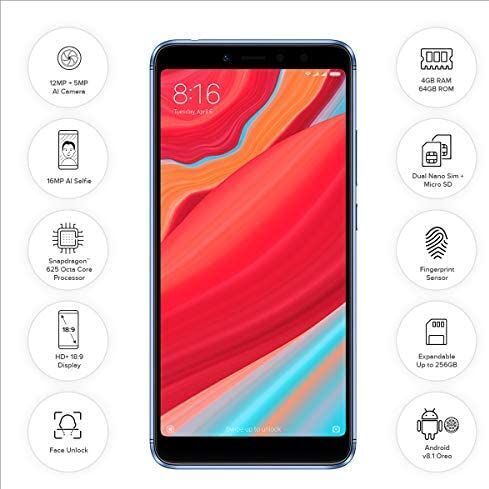 12MP + 5MP
AI Camera
16MP AI Selfie
Snapdragon™
625 Octa Core
Processor
18:9
HD+ 18:9
Display
Face Unlock
8:16
Swipe up to unlock
4GB RAM
64GB ROM
Dual Nano Sim +
Micro SD
Fingerprint
Sensor
Expandable
Up to 256GB
Android
v8.1 Oreo